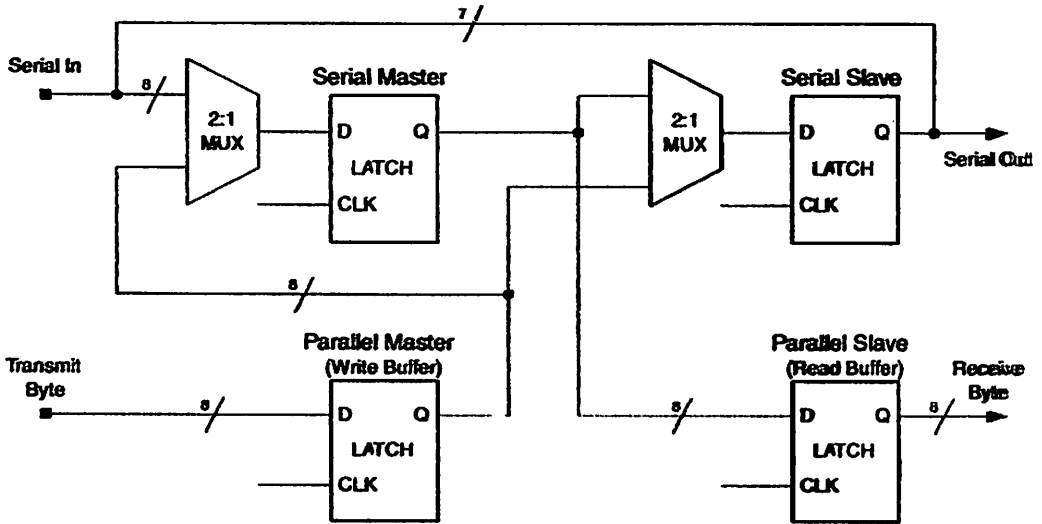 7
Serial In
8
Serial Master
Serial Slave
2:1
MUX
D Q
LATCH
CLK
2:1
MUX
D Q
LATCH
CLK
Serial Out
8
Parallel Master
(Write Buffer)
Parallel Slave
(Read Buffer)
Transmit
Byte
Receive
Byte
8
D Q
LATCH
CLK
8
D Q
LATCH
CLK
8